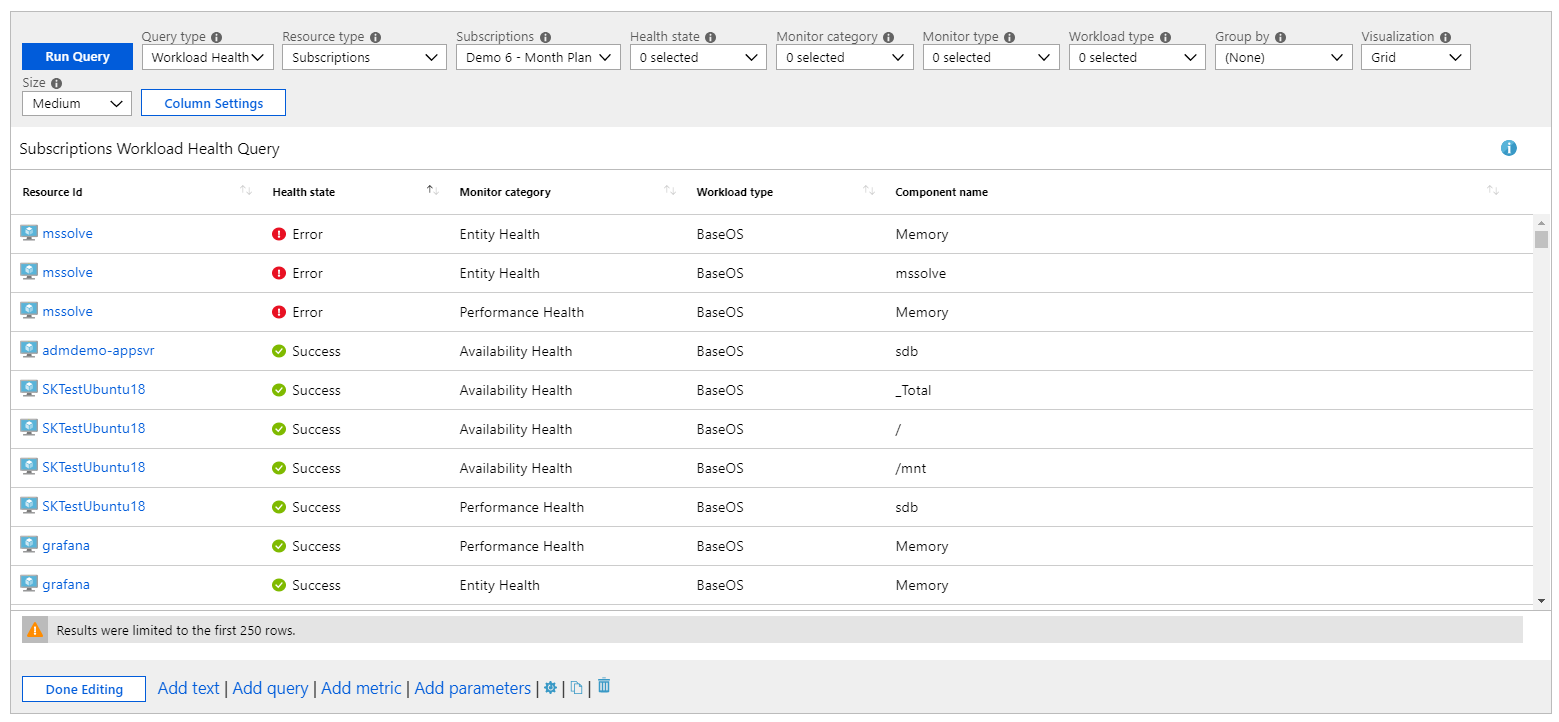 Query type Resource type Subscriptions Health state Monitor category Monitor type Workload type Group by Visualization
Run Query Workload Health Subscriptions Demo 6 - Month Plan 0 selected 0 selected 0 selected 0 selected (None) Grid
Size
Medium Column Settings
Subscriptions Workload Health Query
Resource Id Health state Monitor category Workload type Component name
mssolve Error Entity Health BaseOS Memory
mssolve Error Entity Health BaseOS mssolve
mssolve Error Performance Health BaseOS Memory
admdemo-appsvr Success Availability Health BaseOS sdb
SKTestUbuntu18 Success Availability Health BaseOS _Total
SKTestUbuntu18 Success Availability Health BaseOS /
SKTestUbuntu18 Success Availability Health BaseOS /mnt
SKTestUbuntu18 Success Performance Health BaseOS sdb
grafana Success Performance Health BaseOS Memory
grafana Success Entity Health BaseOS Memory
Results were limited to the first 250 rows.
Done Editing Add text | Add query | Add metric | Add parameters | | |